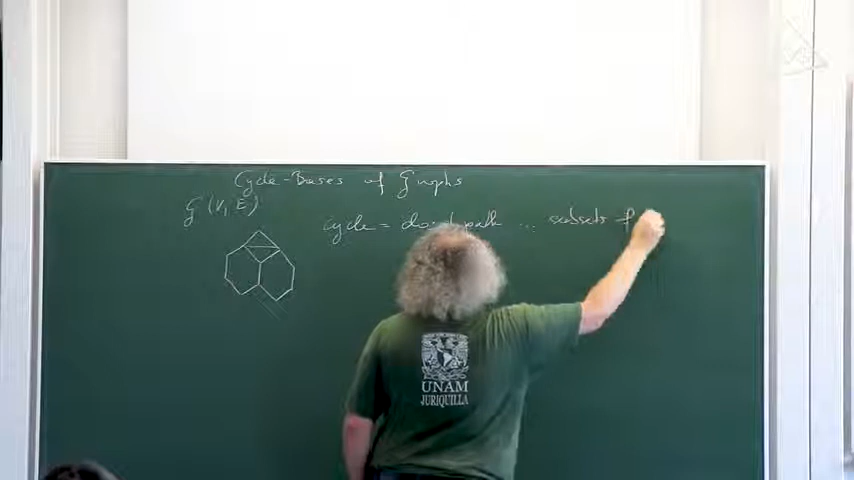 Cycle-Bases of Graphs
G (V, E)
cycle = closed path ... subsets of
UNAM
JURIQUILLA